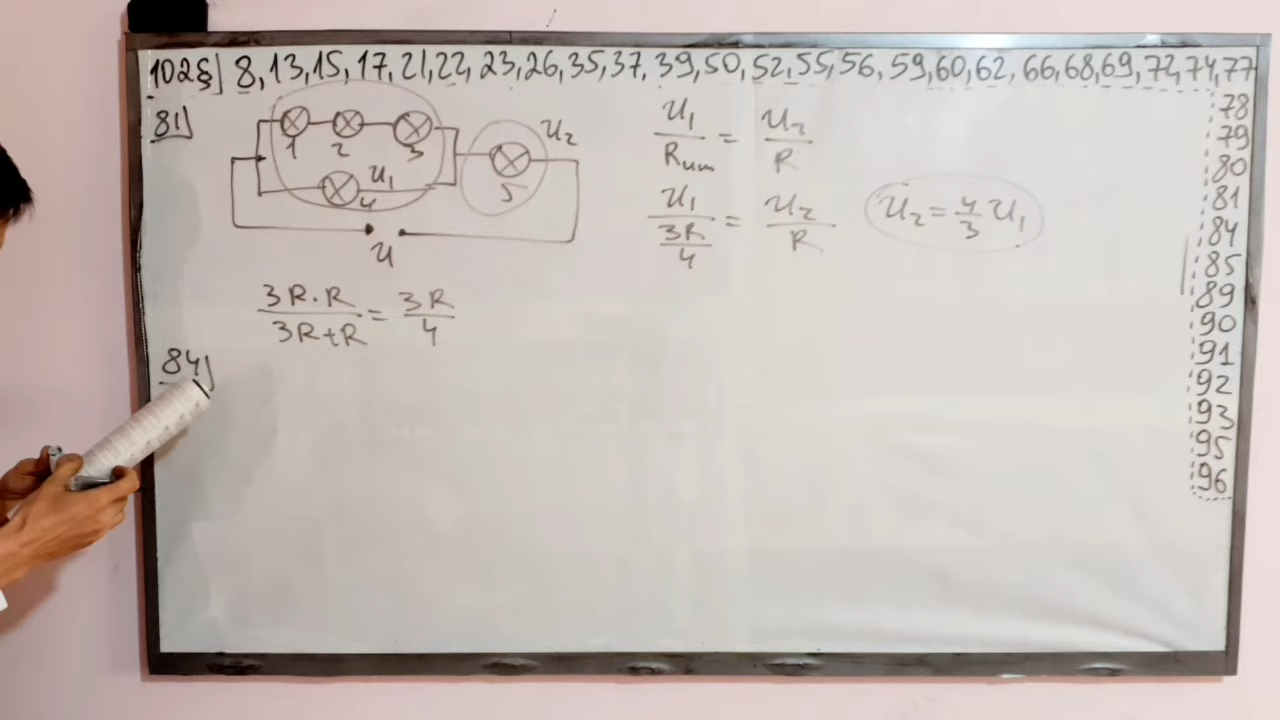 102§] 8,13,15,17,21,22,23,26,35,37,39,50,52,55,56,59,60,62,66,68,69,72,74,77
78
79
80
81
84
85
89
90
91
92
93
95
96
81)
1 2 3
U₁
4
5
U₂
U
U₁/Rum = U₂/R
U₁/(3R/4) = U₂/R
U₂ = 4/3 U₁
3R·R/(3R+R) = 3R/4
84)